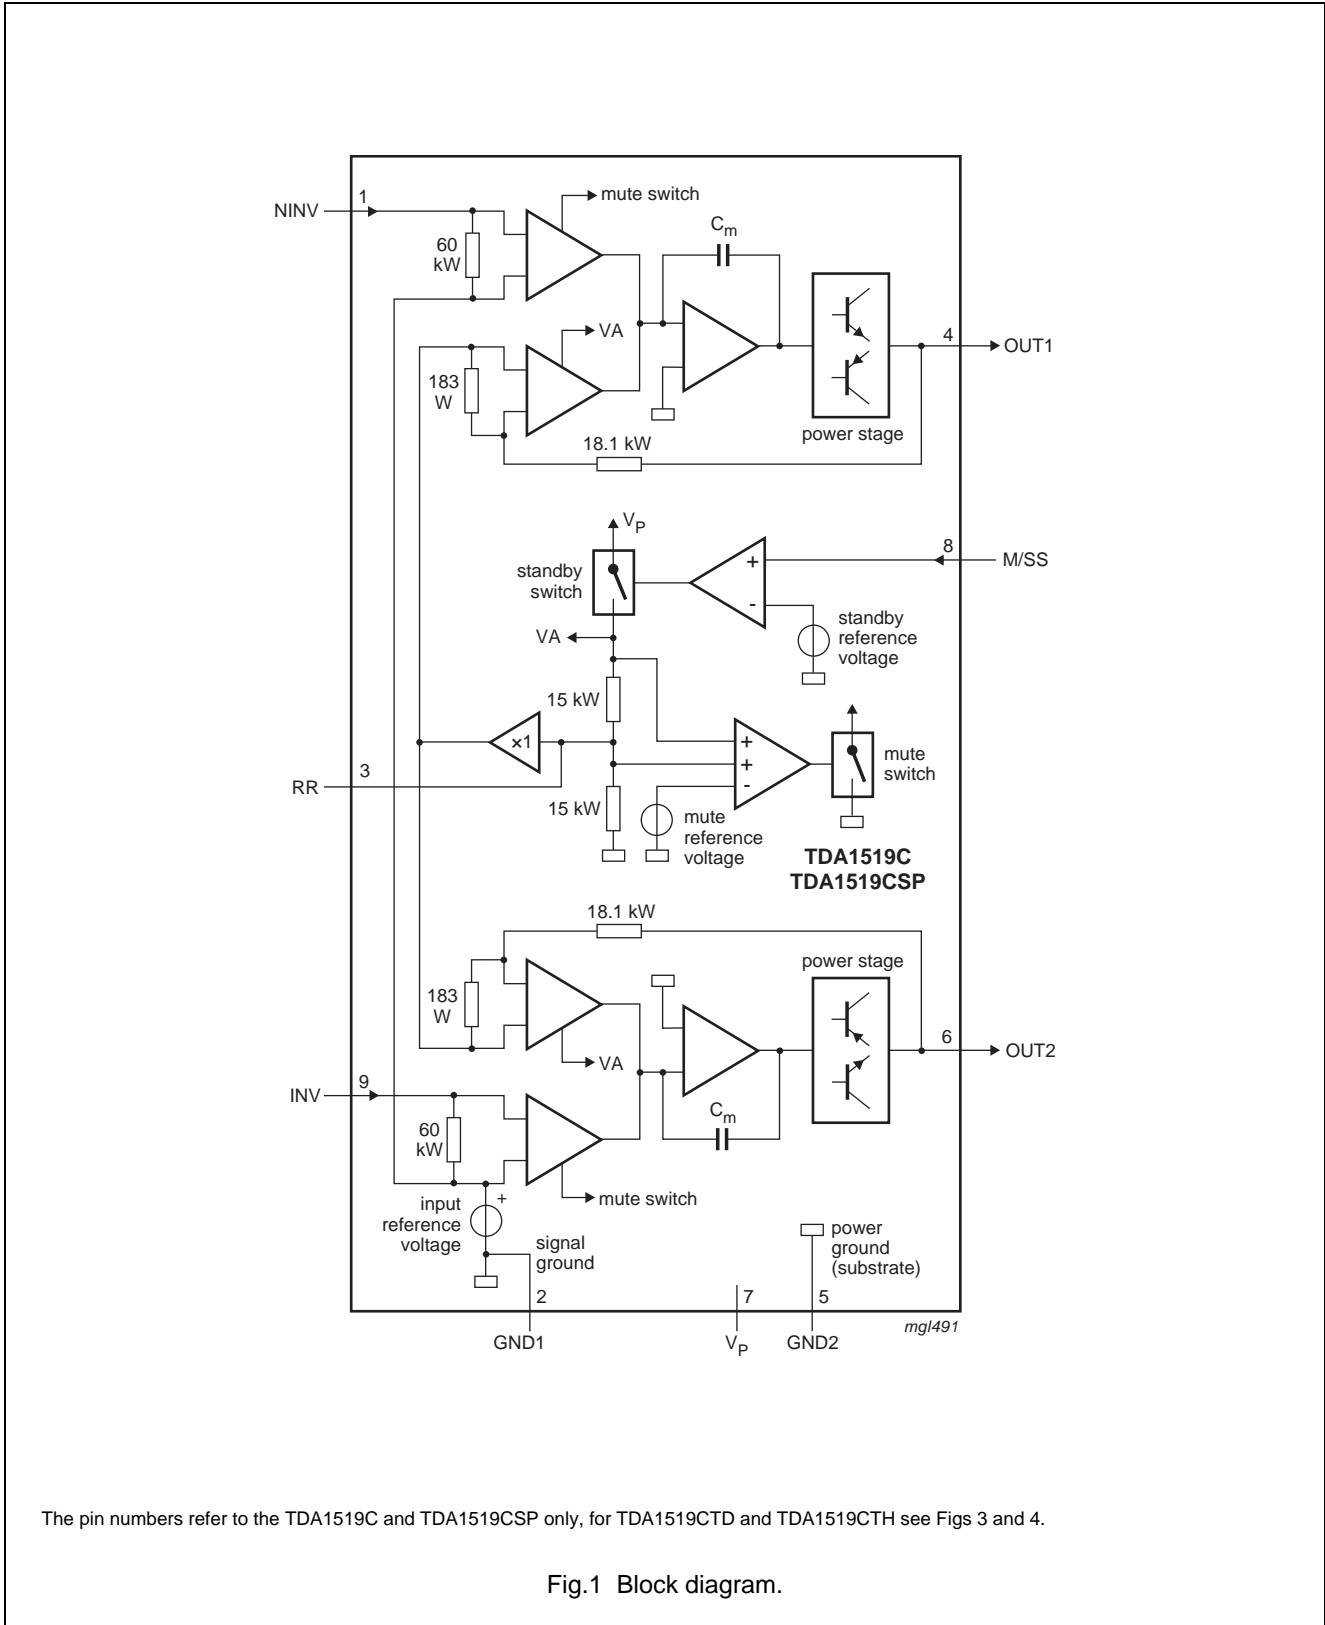 1
NINV
mute switch
60
kW
Cm
VA
4
OUT1
183
W
power stage
18.1 kW
VP
8
M/SS
standby
switch
+
-
standby
reference
voltage
VA
15 kW
×1
+
+
-
mute
switch
3
RR
15 kW
mute
reference
voltage
TDA1519C
TDA1519CSP
18.1 kW
power stage
183
W
6
OUT2
VA
9
INV
Cm
60
kW
mute switch
input
reference
voltage
+
signal
ground
power
ground
(substrate)
2
7
5
GND1
VP
GND2
mgl491
The pin numbers refer to the TDA1519C and TDA1519CSP only, for TDA1519CTD and TDA1519CTH see Figs 3 and 4.
Fig.1 Block diagram.